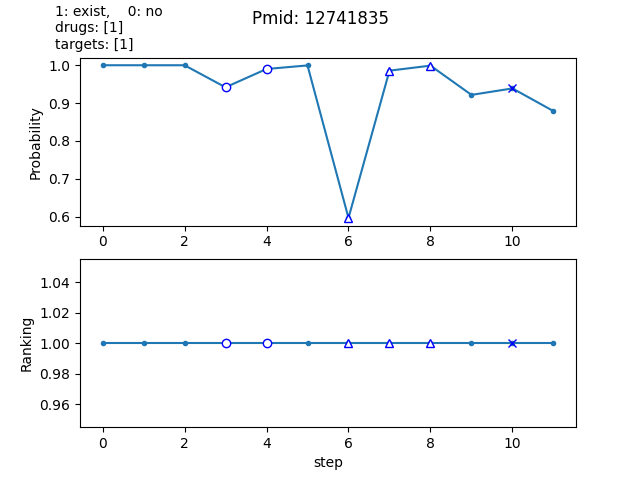 1: exist,    0: no
drugs: [1]
targets: [1]
Pmid: 12741835
Probability
1.0
0.9
0.8
0.7
0.6
0 2 4 6 8 10
Ranking
1.04
1.02
1.00
0.98
0.96
0 2 4 6 8 10
step